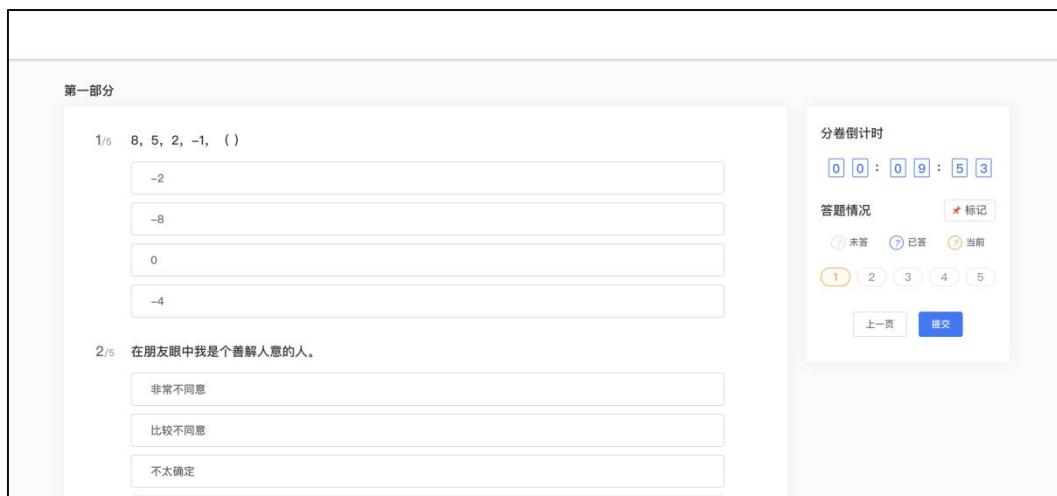 第一部分
1/5 8, 5, 2, -1, ( )
-2
-8
0
-4
2/5 在朋友眼中我是个善解人意的人。
非常不同意
比较不同意
不太确定
分卷倒计时
0 0 : 0 9 : 5 3
答题情况 标记
? 未答 ? 已答 ? 当前
1 2 3 4 5
上一页 提交